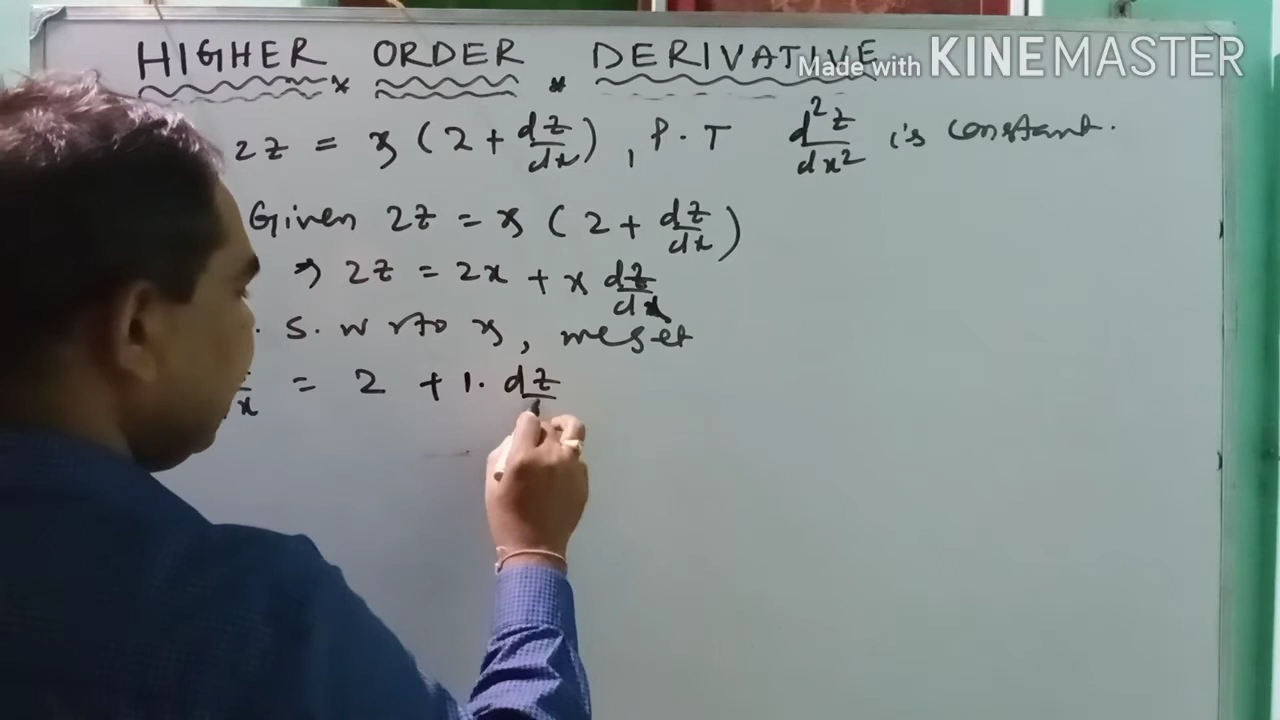 HIGHER ORDER DERIVATIVE
Made with KINEMASTER
2z = x (2 + dz/dx), P.T d²z/dx² is constant.
Given 2z = x (2 + dz/dx)
⇒ 2z = 2x + x dz/dx
. S. w r to x, we get
x = 2 + 1. dz